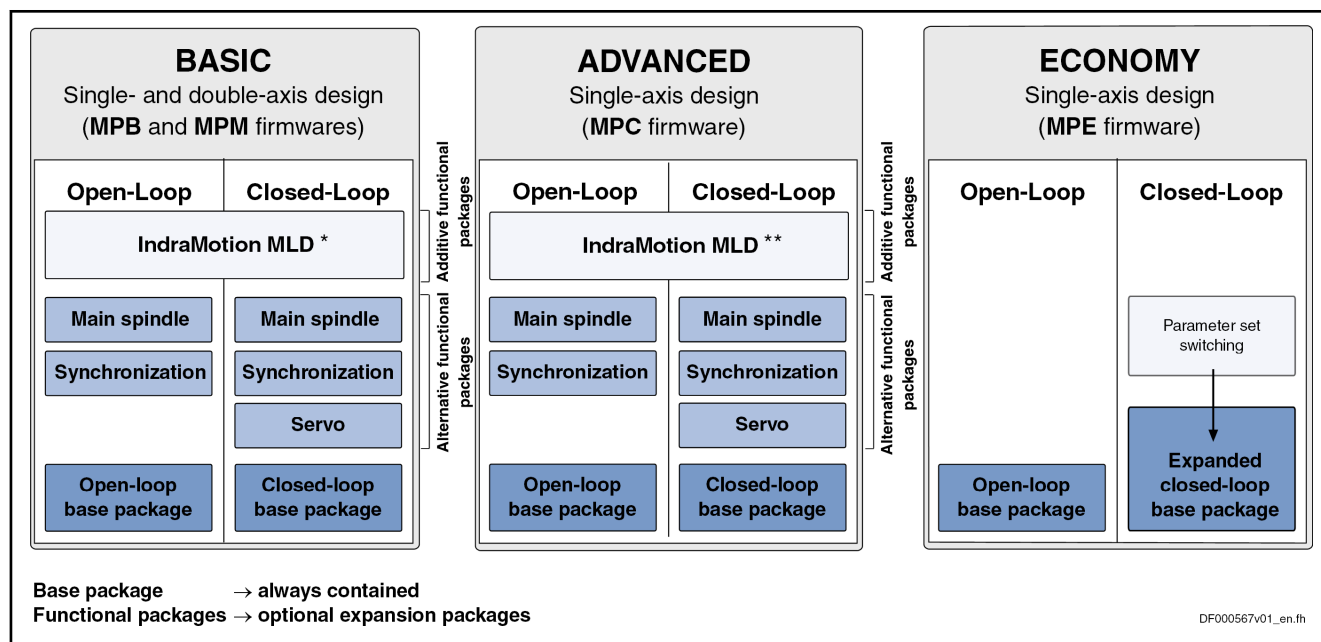 BASIC
Single- and double-axis design
(MPB and MPM firmwares)
Open-Loop
Closed-Loop
IndraMotion MLD *
Main spindle
Main spindle
Synchronization
Synchronization
Servo
Open-loop
base package
Closed-loop
base package
Additive functional
packages
Alternative functional
packages
ADVANCED
Single-axis design
(MPC firmware)
Open-Loop
Closed-Loop
IndraMotion MLD **
Main spindle
Main spindle
Synchronization
Synchronization
Servo
Open-loop
base package
Closed-loop
base package
Additive functional
packages
Alternative functional
packages
ECONOMY
Single-axis design
(MPE firmware)
Open-Loop
Closed-Loop
Parameter set
switching
Open-loop
base package
Expanded
closed-loop
base package
Base package → always contained
Functional packages → optional expansion packages
DF000567v01_en.fh